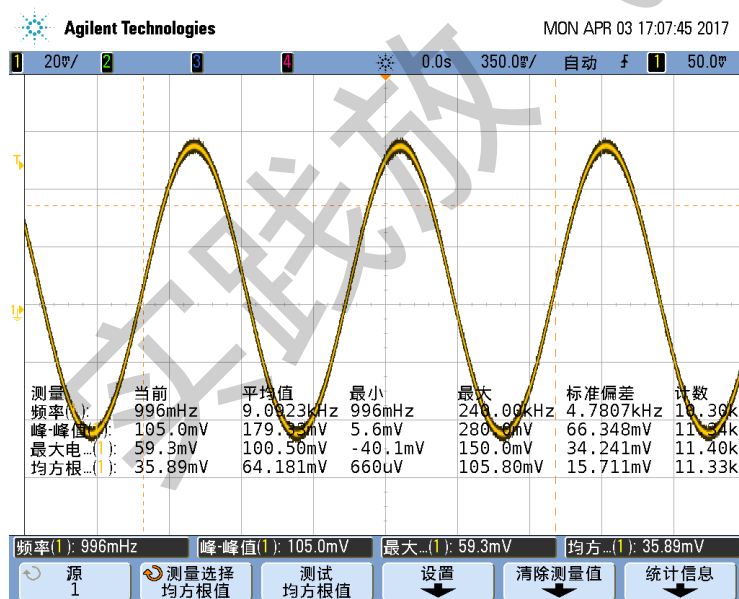 Agilent Technologies MON APR 03 17:07:45 2017
1 20▽/ 2 3 4 0.0s 350.0▽/ 自动 1 50.0▽
T
1
测量 当前 平均值 最小 最大 标准偏差 计数
频率(1): 996mHz 9.0923kHz 996mHz 240.00kHz 4.7807kHz 10.30k
峰-峰值(1): 105.0mV 5.6mV 66.348mV
最大电...(1): 59.3mV 100.50mV -40.1mV 150.0mV 34.241mV 11.40k
均方根...(1): 35.89mV 64.181mV 660uV 105.80mV 15.711mV 11.33k
实践放
频率(1): 996mHz 峰-峰值(1): 105.0mV 最大...(1): 59.3mV 均方...(1): 35.89mV
源 测量选择 测试 设置 清除测量值 统计信息
1 均方根值 均方根值